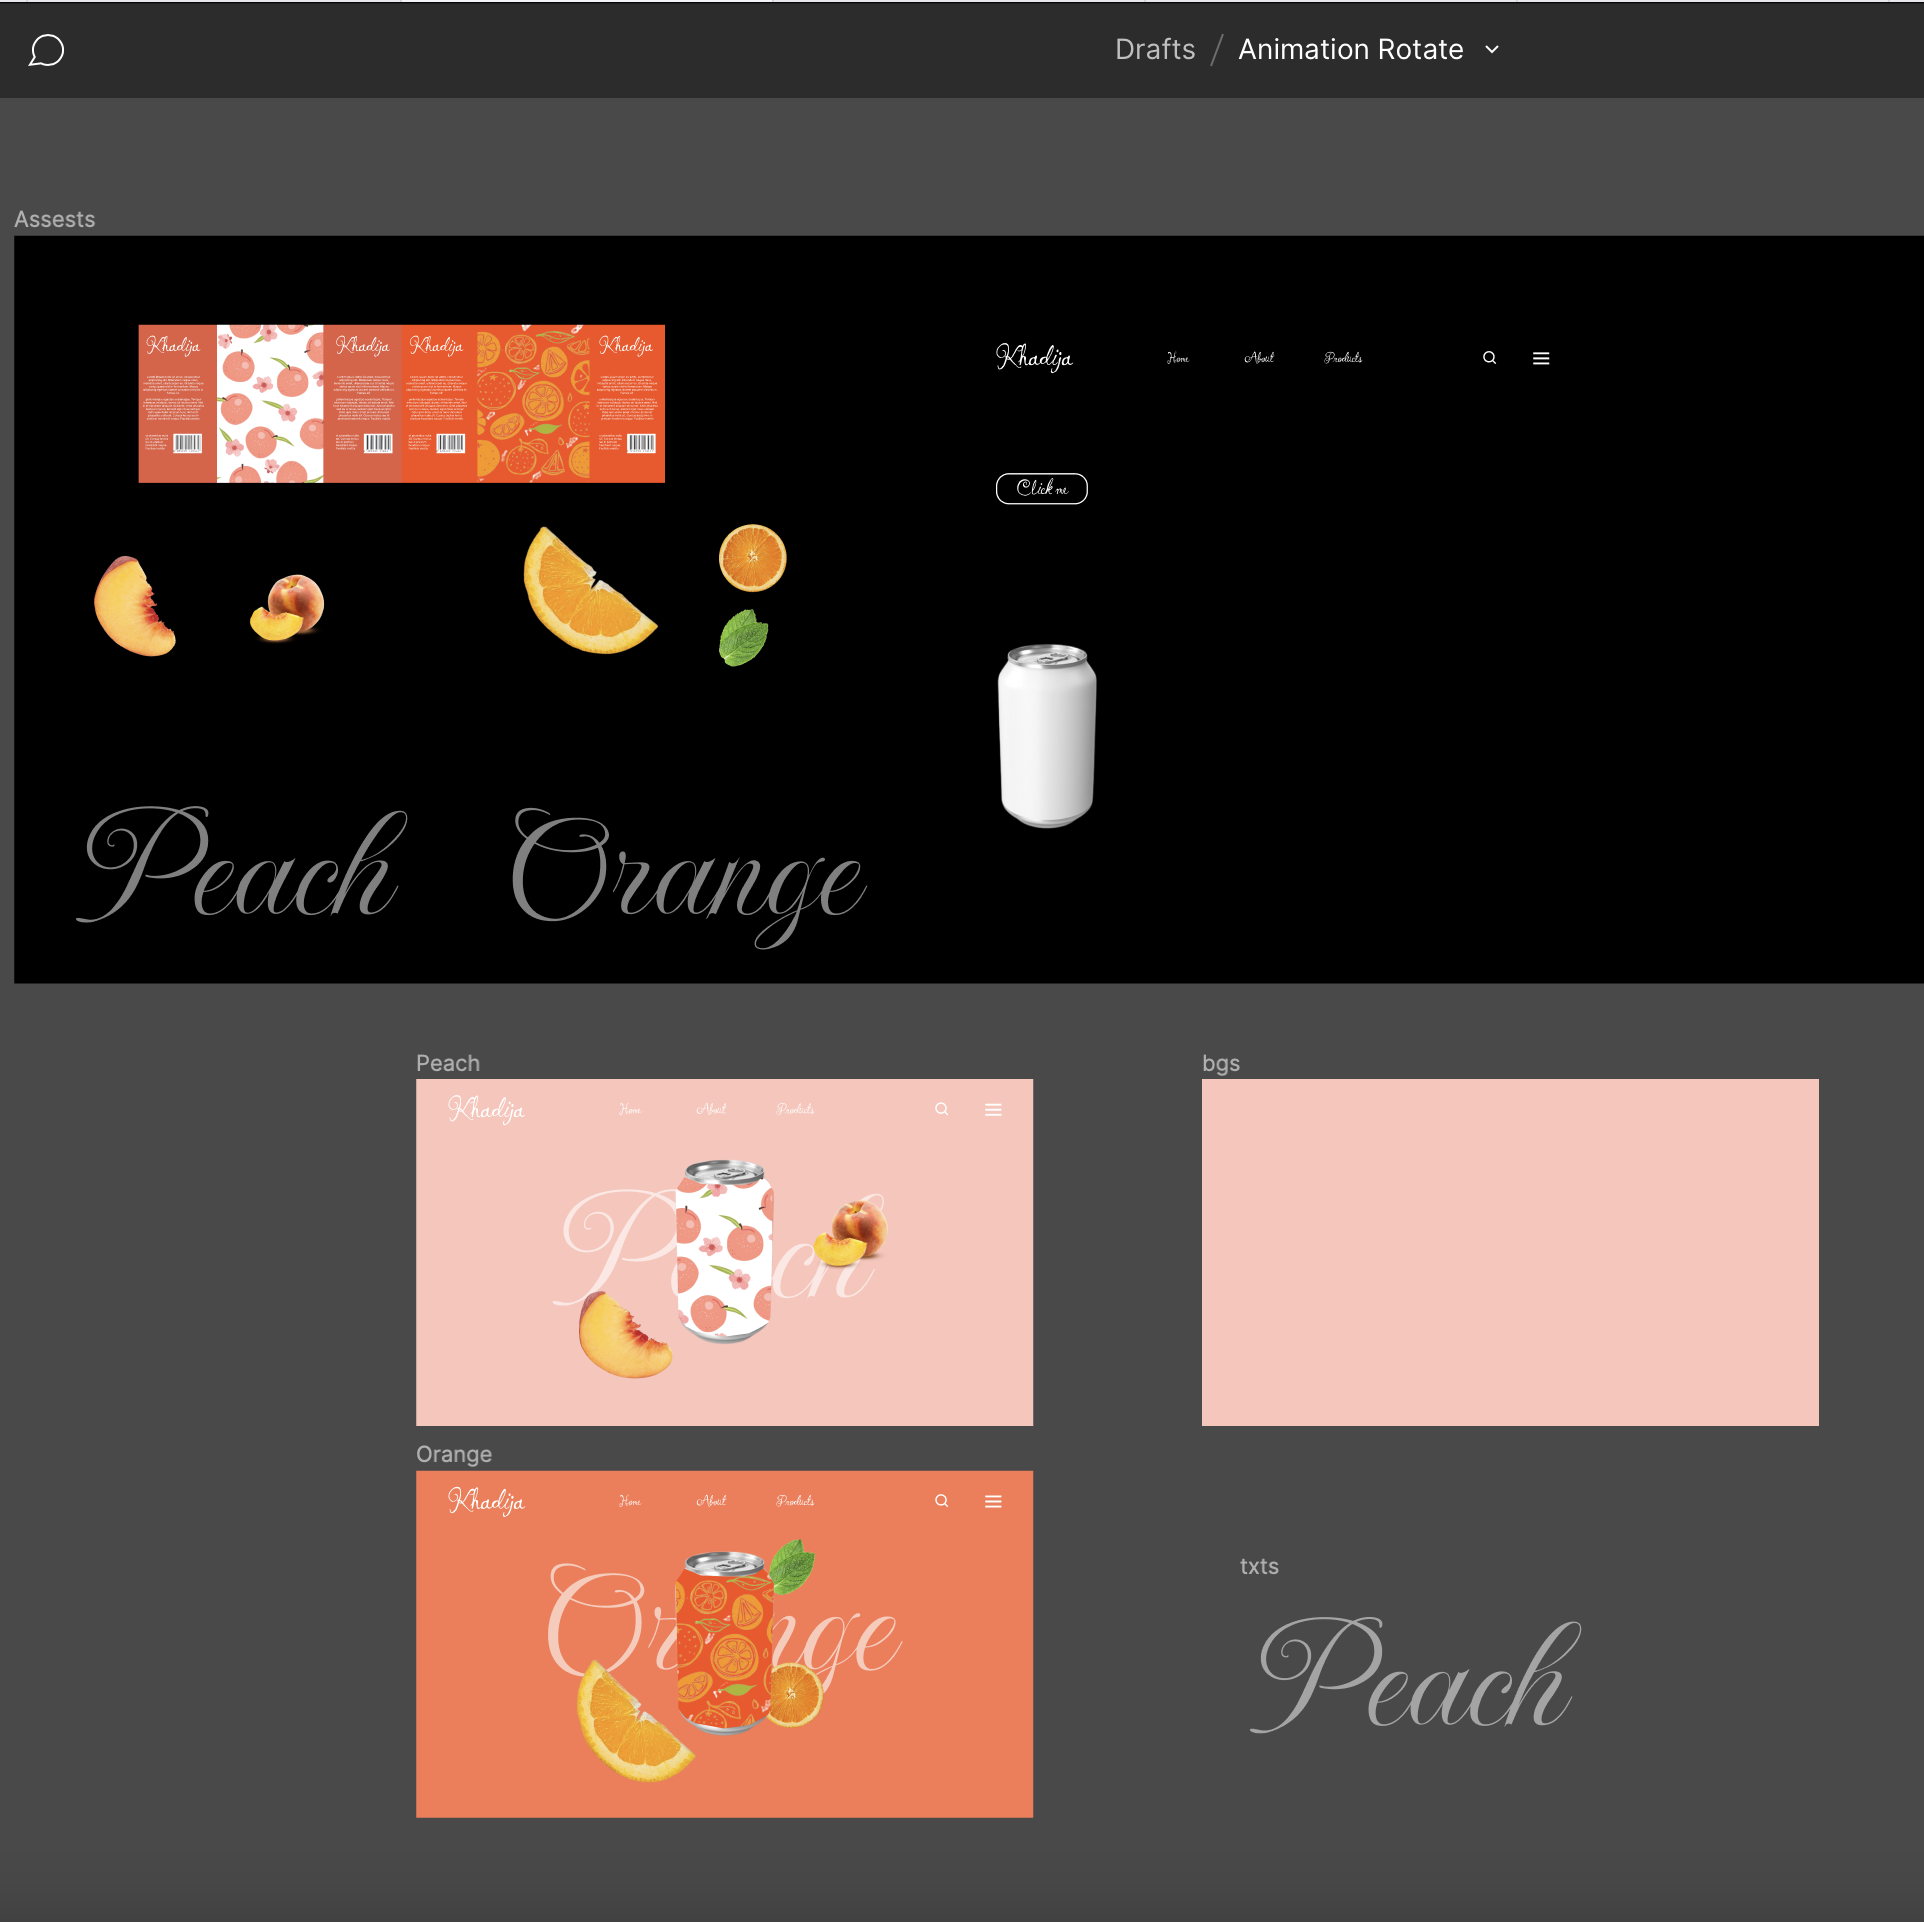 Drafts / Animation Rotate
Assests
Khadija
Khadija
Khadija
Khadija
Khadija
Home
About
Products
Click me
Peach
Orange
Peach
Khadija
Home
About
Products
Peach
bgs
Orange
Khadija
Home
About
Products
Orange
txts
Peach